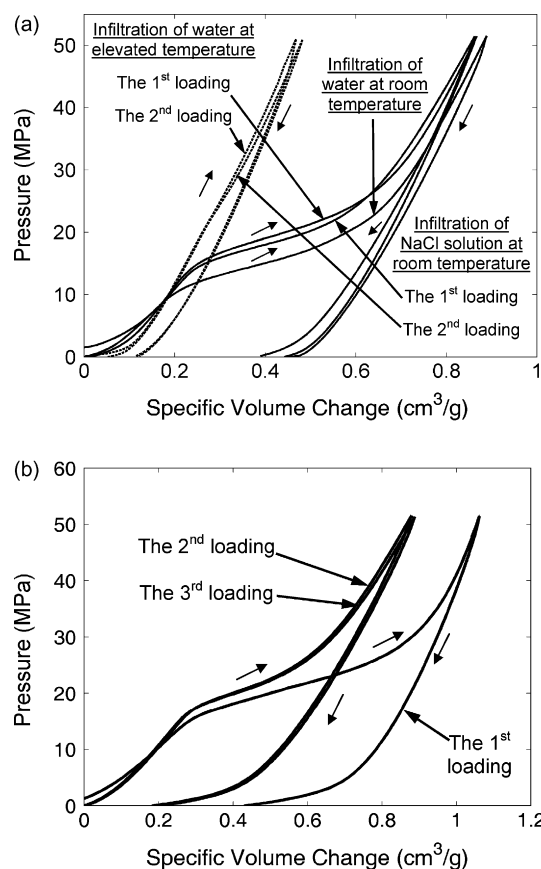 (a)
Infiltration of water at
elevated temperature
The 1st loading
The 2nd loading
Infiltration of
water at room
temperature
Infiltration of
NaCl solution at
room temperature
The 1st loading
The 2nd loading
Pressure (MPa)
50
40
30
20
10
0
0
0.2
0.4
0.6
0.8
1
Specific Volume Change (cm3/g)
(b)
The 2nd loading
The 3rd loading
The 1st
loading
Pressure (MPa)
60
50
40
30
20
10
0
0
0.2
0.4
0.6
0.8
1
1.2
Specific Volume Change (cm3/g)